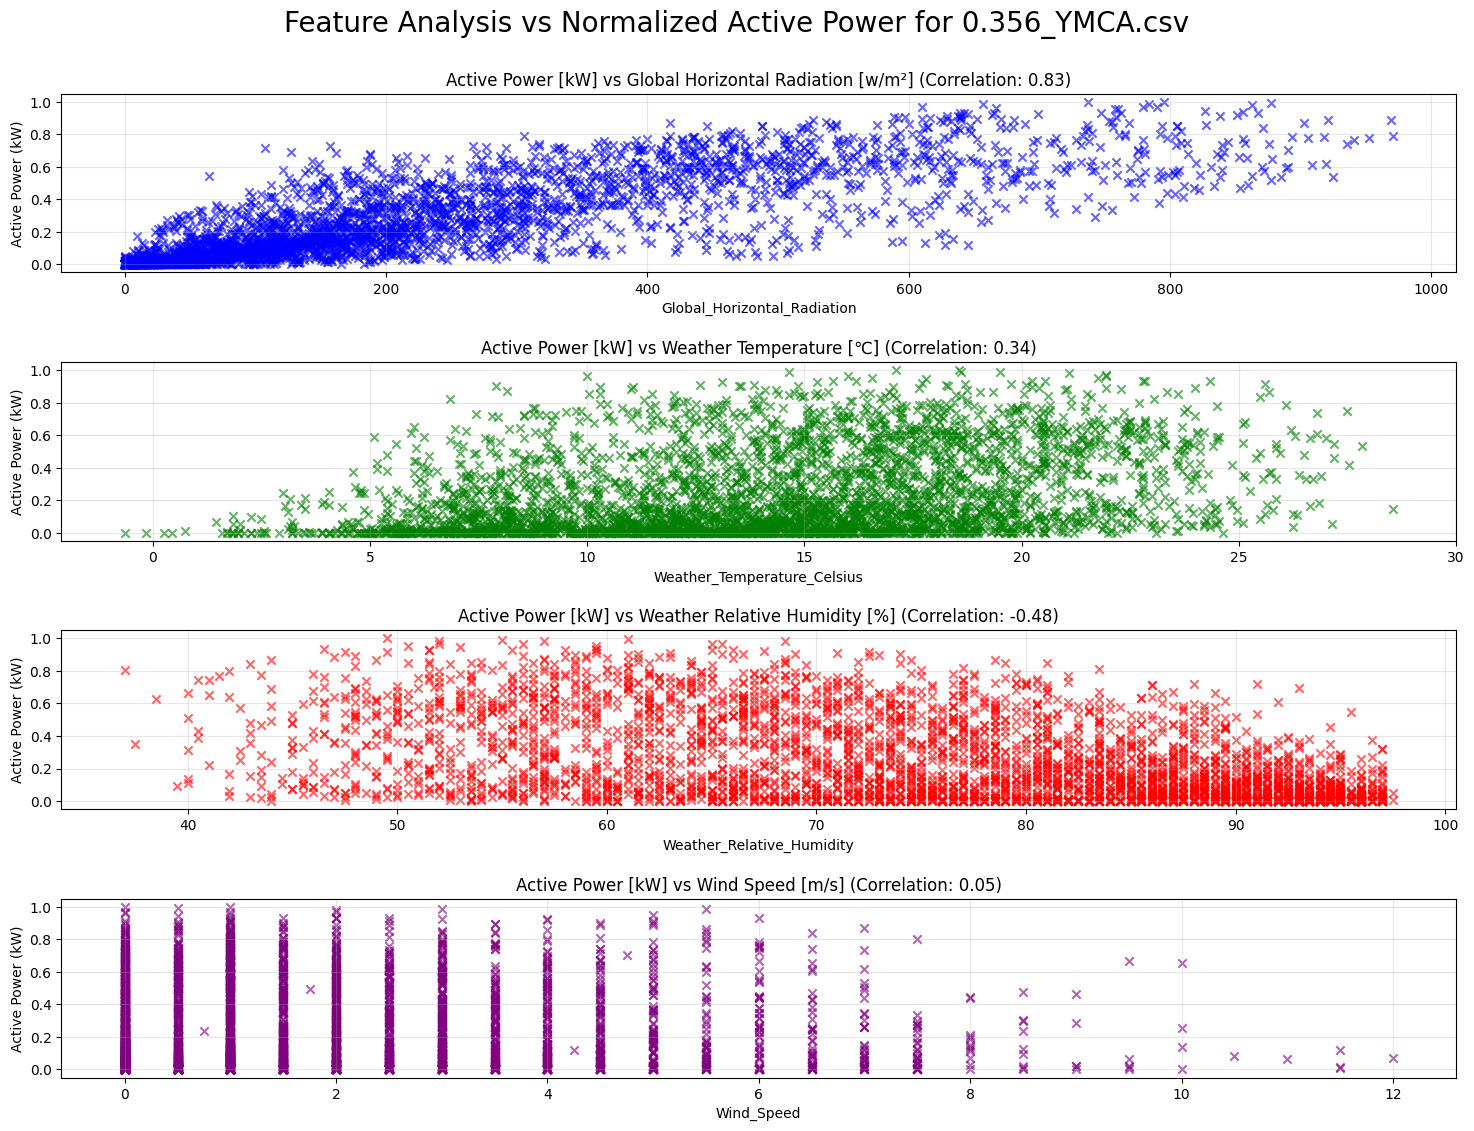 Feature Analysis vs Normalized Active Power for 0.356_YMCA.csv
Active Power [kW] vs Global Horizontal Radiation [w/m²] (Correlation: 0.83)
Active Power (kW)
1.0
0.8
0.6
0.4
0.2
0.0
0 200 400 600 800 1000
Global_Horizontal_Radiation
Active Power [kW] vs Weather Temperature [℃] (Correlation: 0.34)
Active Power (kW)
1.0
0.8
0.6
0.4
0.2
0.0
0 5 10 15 20 25 30
Weather_Temperature_Celsius
Active Power [kW] vs Weather Relative Humidity [%] (Correlation: -0.48)
Active Power (kW)
1.0
0.8
0.6
0.4
0.2
0.0
40 50 60 70 80 90 100
Weather_Relative_Humidity
Active Power [kW] vs Wind Speed [m/s] (Correlation: 0.05)
Active Power (kW)
1.0
0.8
0.6
0.4
0.2
0.0
0 2 4 6 8 10 12
Wind_Speed